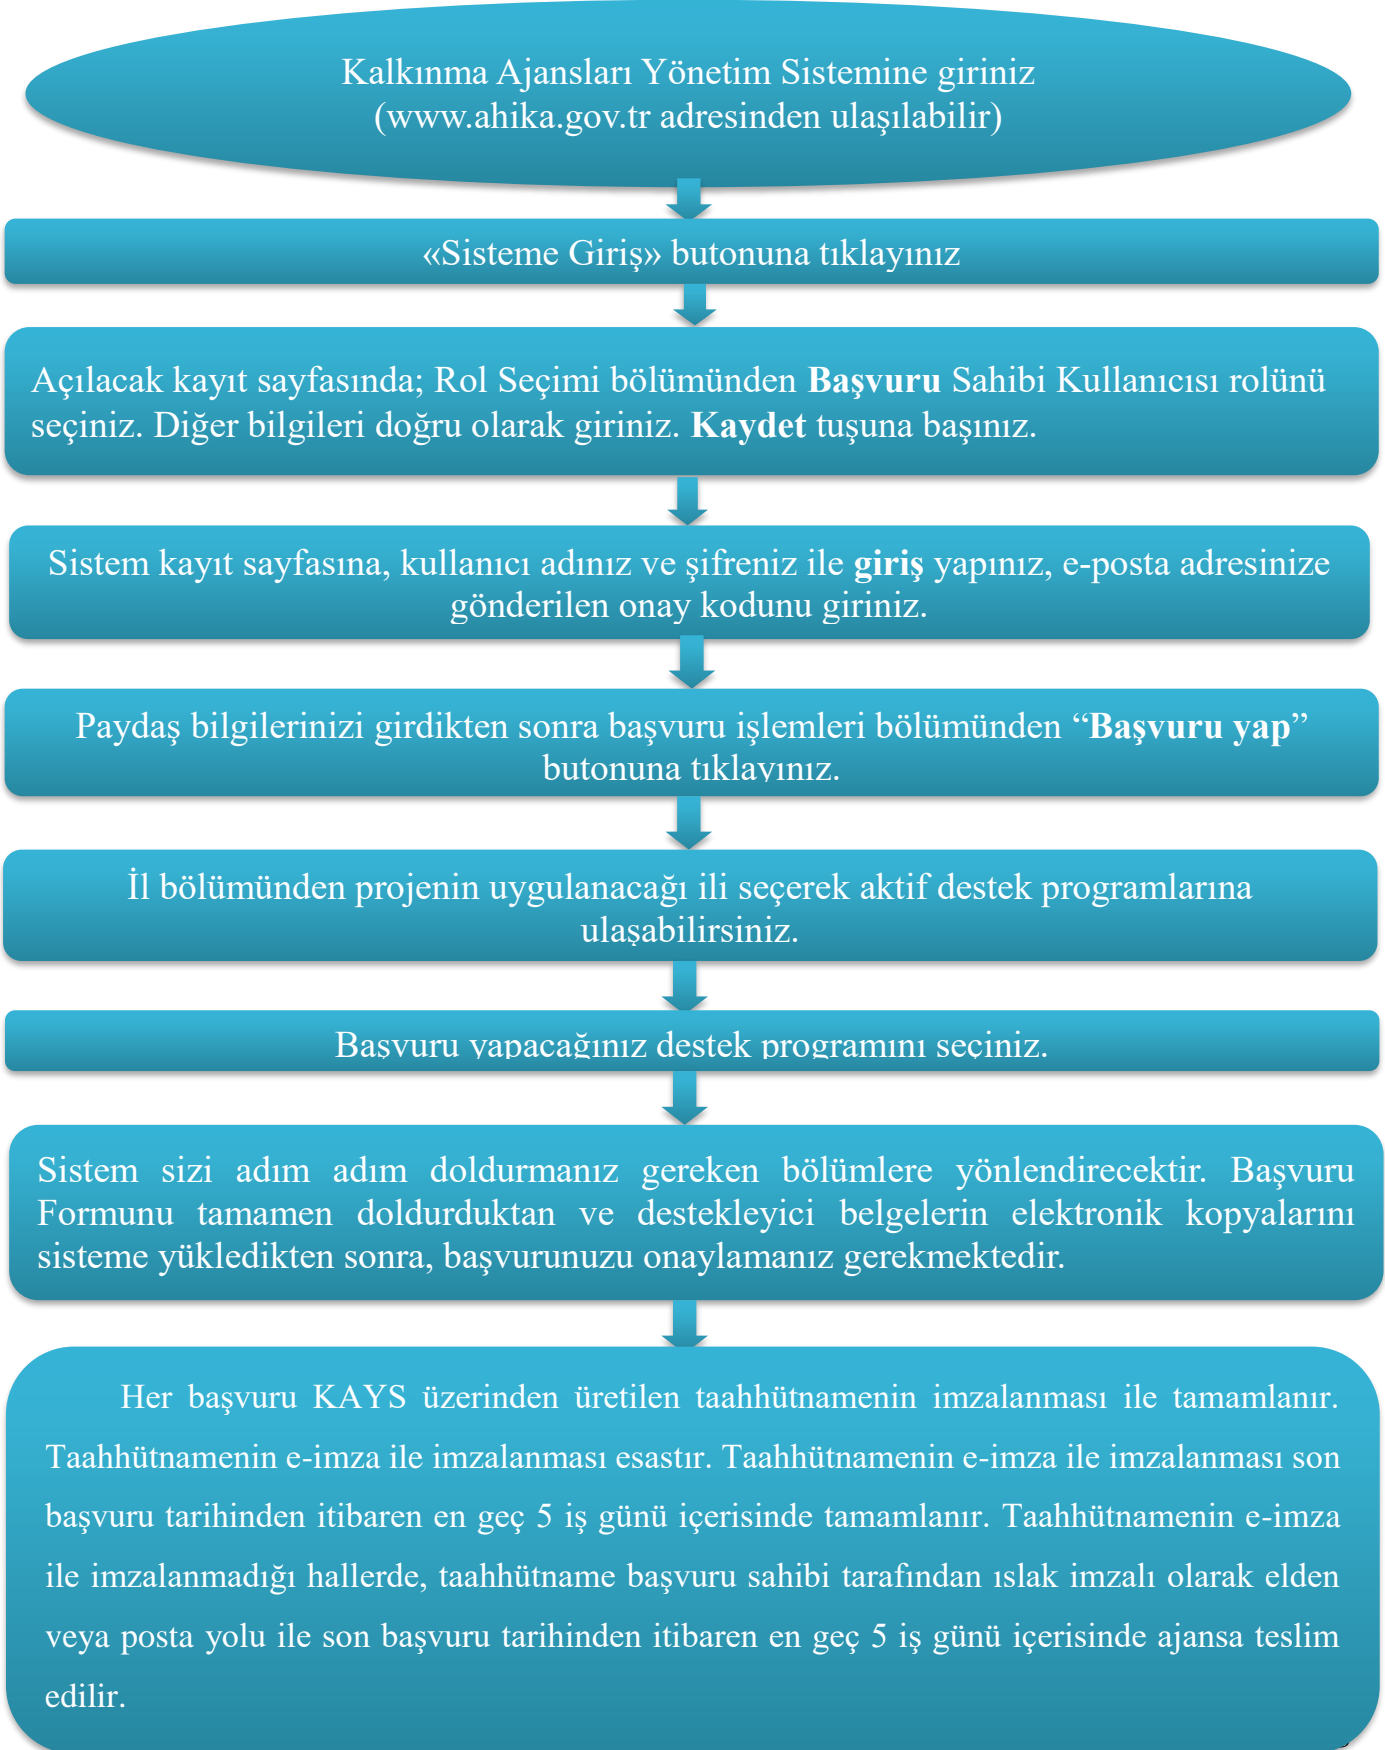 Kalkınma Ajansları Yönetim Sistemine giriniz
(www.ahika.gov.tr adresinden ulaşılabilir)
«Sisteme Giriş» butonuna tıklayınız
Açılacak kayıt sayfasında; Rol Seçimi bölümünden Başvuru Sahibi Kullanıcısı rolünü
seçiniz. Diğer bilgileri doğru olarak giriniz. Kaydet tuşuna başınız.
Sistem kayıt sayfasına, kullanıcı adınız ve şifreniz ile giriş yapınız, e-posta adresinize
gönderilen onay kodunu giriniz.
Paydaş bilgilerinizi girdikten sonra başvuru işlemleri bölümünden “Başvuru yap”
butonuna tıklayınız.
İl bölümünden projenin uygulanacağı ili seçerek aktif destek programlarına
ulaşabilirsiniz.
Başvuru yapacağınız destek programını seçiniz.
Sistem sizi adım adım doldurmanız gereken bölümlere yönlendirecektir. Başvuru
Formunu tamamen doldurduktan ve destekleyici belgelerin elektronik kopyalarını
sisteme yükledikten sonra, başvurunuzu onaylamanız gerekmektedir.
Her başvuru KAYS üzerinden üretilen taahhütnamenin imzalanması ile tamamlanır.
Taahhütnamenin e-imza ile imzalanması esastır. Taahhütnamenin e-imza ile imzalanması son
başvuru tarihinden itibaren en geç 5 iş günü içerisinde tamamlanır. Taahhütnamenin e-imza
ile imzalanmadığı hallerde, taahhütname başvuru sahibi tarafından ıslak imzalı olarak elden
veya posta yolu ile son başvuru tarihinden itibaren en geç 5 iş günü içerisinde ajansa teslim
edilir.